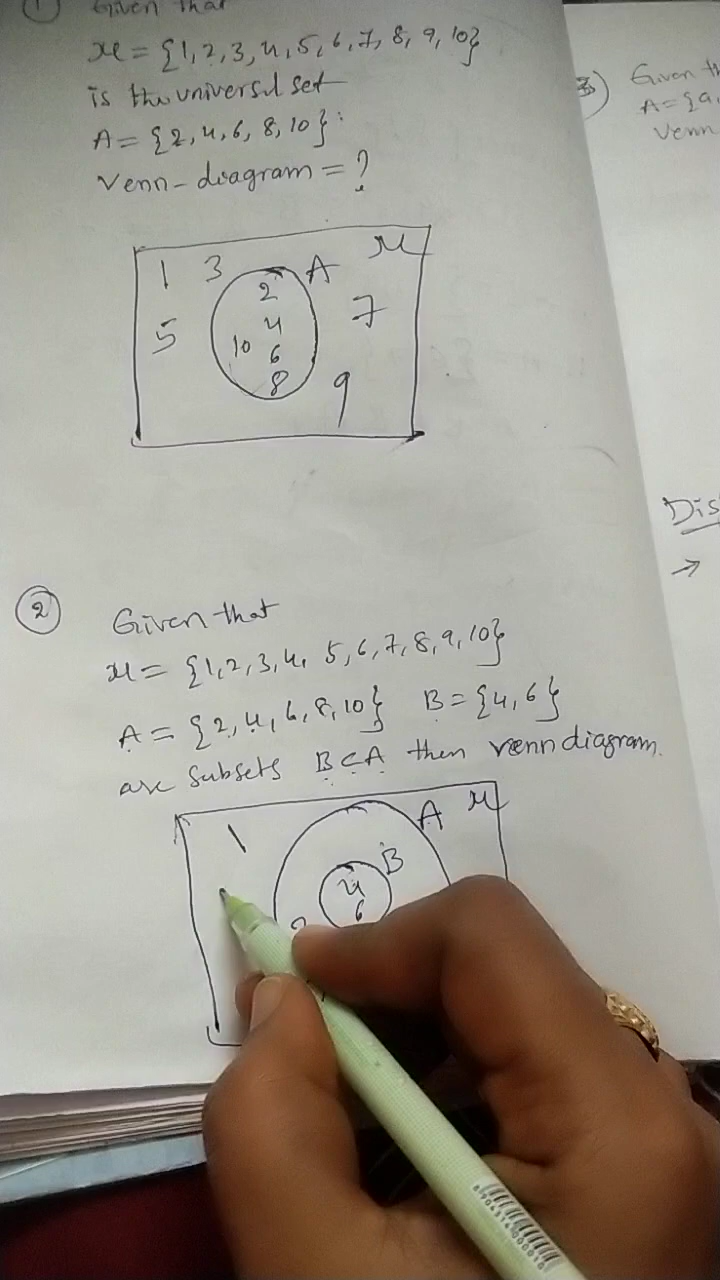 1 Given that
μ = {1,2,3,4,5,6,7,8,9,10}
is the universal set
A = {2,4,6,8,10}:
Venn-diagram = ?
1 3 A μ
2
5 4 7
10 6
8 9
2 Given that
μ = {1,2,3,4,5,6,7,8,9,10}
A = {2,4,6,8,10} B = {4,6}
are subsets B⊂A then venn diagram.
1 A μ
B
4
6
2
3) Given th
A = {a,
Venn
Dis
→
8904314000010